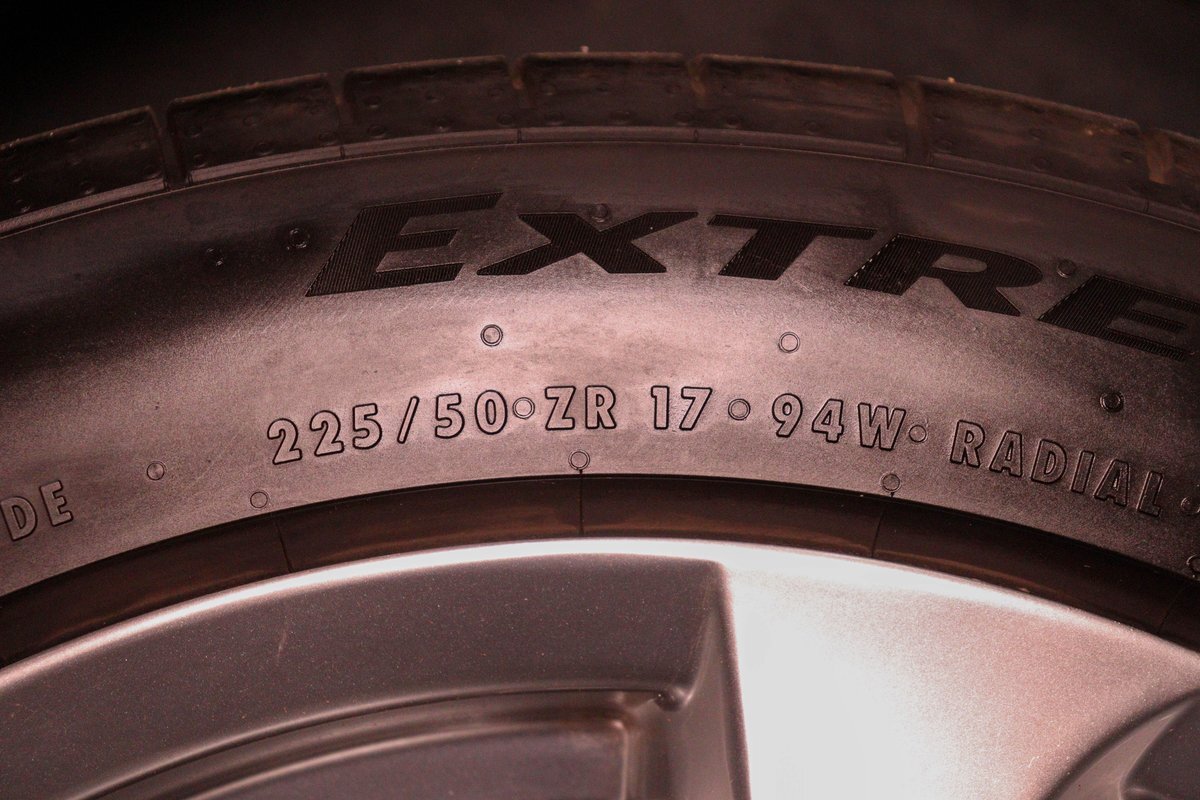 EXTRE
225/50 ZR 17 • 94W • RADIAL
DE